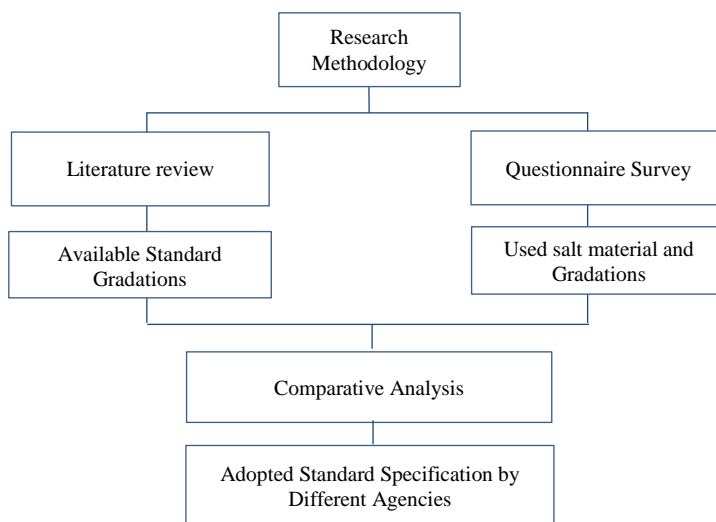 Research
Methodology
Literature review
Questionnaire Survey
Available Standard
Gradations
Used salt material and
Gradations
Comparative Analysis
Adopted Standard Specification by
Different Agencies